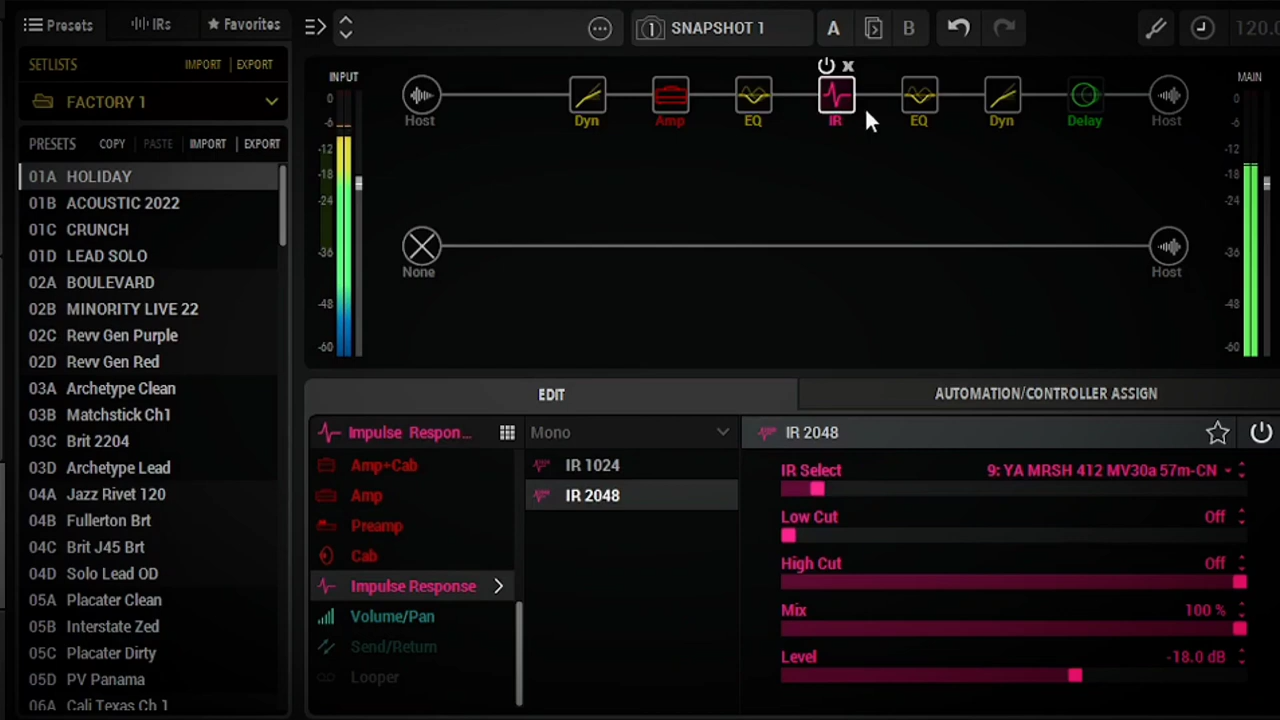 Presets IRs Favorites
SNAPSHOT 1 A B 120.0
1
SETLISTS IMPORT EXPORT
FACTORY 1
PRESETS COPY PASTE IMPORT EXPORT
01A HOLIDAY
01B ACOUSTIC 2022
01C CRUNCH
01D LEAD SOLO
02A BOULEVARD
02B MINORITY LIVE 22
02C Revv Gen Purple
02D Revv Gen Red
03A Archetype Clean
03B Matchstick Ch1
03C Brit 2204
03D Archetype Lead
04A Jazz Rivet 120
04B Fullerton Brt
04C Brit J45 Brt
04D Solo Lead OD
05A Placater Clean
05B Interstate Zed
05C Placater Dirty
05D PV Panama
06A Cali Texas Ch 1
INPUT
0
-6
-12
-18
-24
-36
-48
-60
X
Host Dyn Amp EQ IR EQ Dyn Delay Host
None Host
MAIN
0
-6
-12
-18
-24
-36
-48
-60
EDIT AUTOMATION/CONTROLLER ASSIGN
Impulse Respon...
Amp+Cab
Amp
Preamp
Cab
Impulse Response
Volume/Pan
Send/Return
Looper
Mono
IR 1024
IR 2048
IR 2048
IR Select 9: YA MRSH 412 MV30a 57m-CN
Low Cut Off
High Cut Off
Mix 100 %
Level -18.0 dB